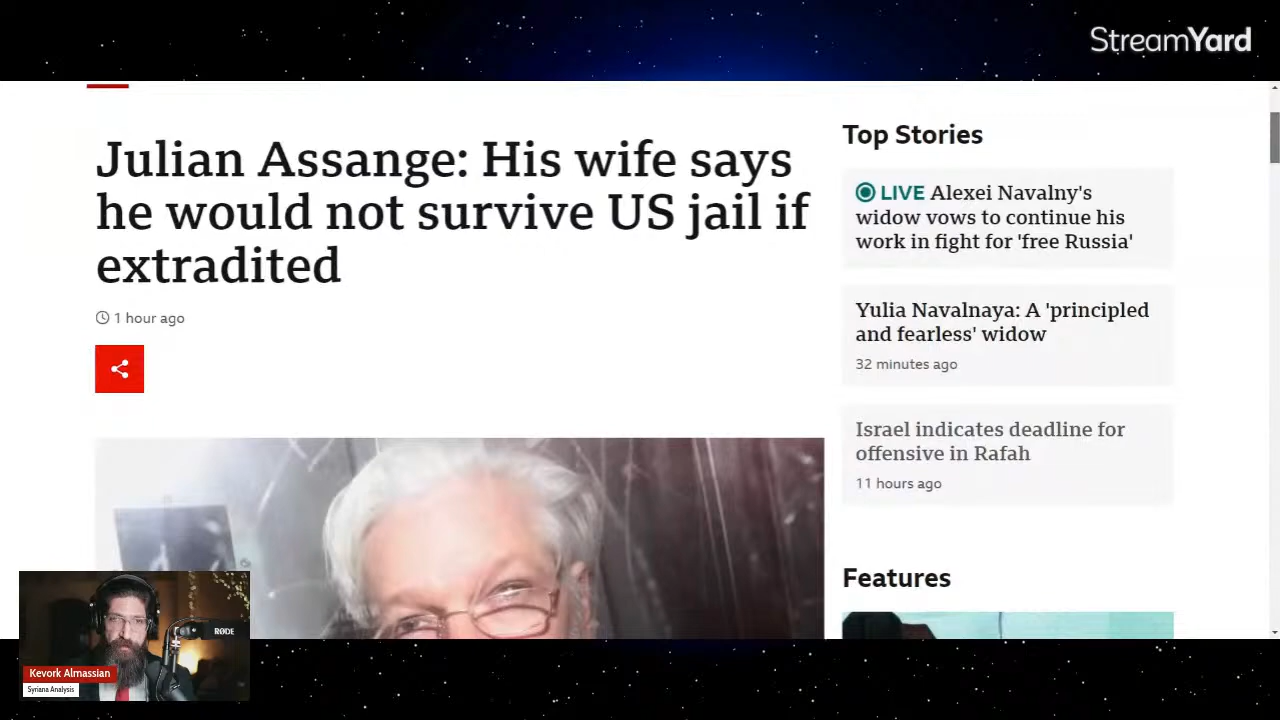 StreamYard
Julian Assange: His wife says
he would not survive US jail if
extradited
1 hour ago
Top Stories
LIVE Alexei Navalny's
widow vows to continue his
work in fight for 'free Russia'
Yulia Navalnaya: A 'principled
and fearless' widow
32 minutes ago
Israel indicates deadline for
offensive in Rafah
11 hours ago
Features
RØDE
Kevork Almassian
Syriana Analysis